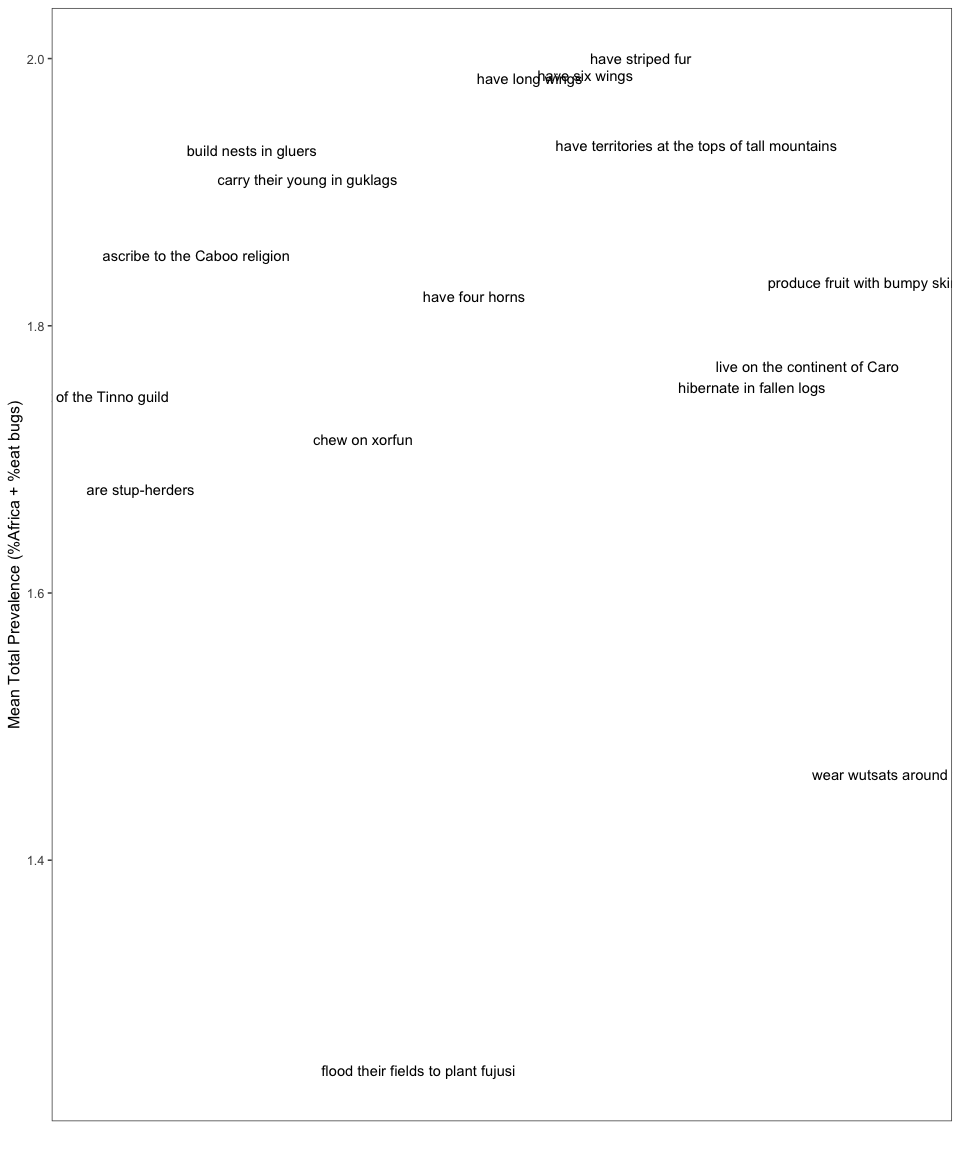 2.0
have striped fur
have six wings
have long wings
build nests in gluers
have territories at the tops of tall mountains
carry their young in guklags
ascribe to the Caboo religion
produce fruit with bumpy ski
have four horns
1.8
live on the continent of Caro
hibernate in fallen logs
of the Tinno guild
chew on xorfun
are stup-herders
Mean Total Prevalence (%Africa + %eat bugs)
1.6
wear wutsats around
1.4
flood their fields to plant fujusi